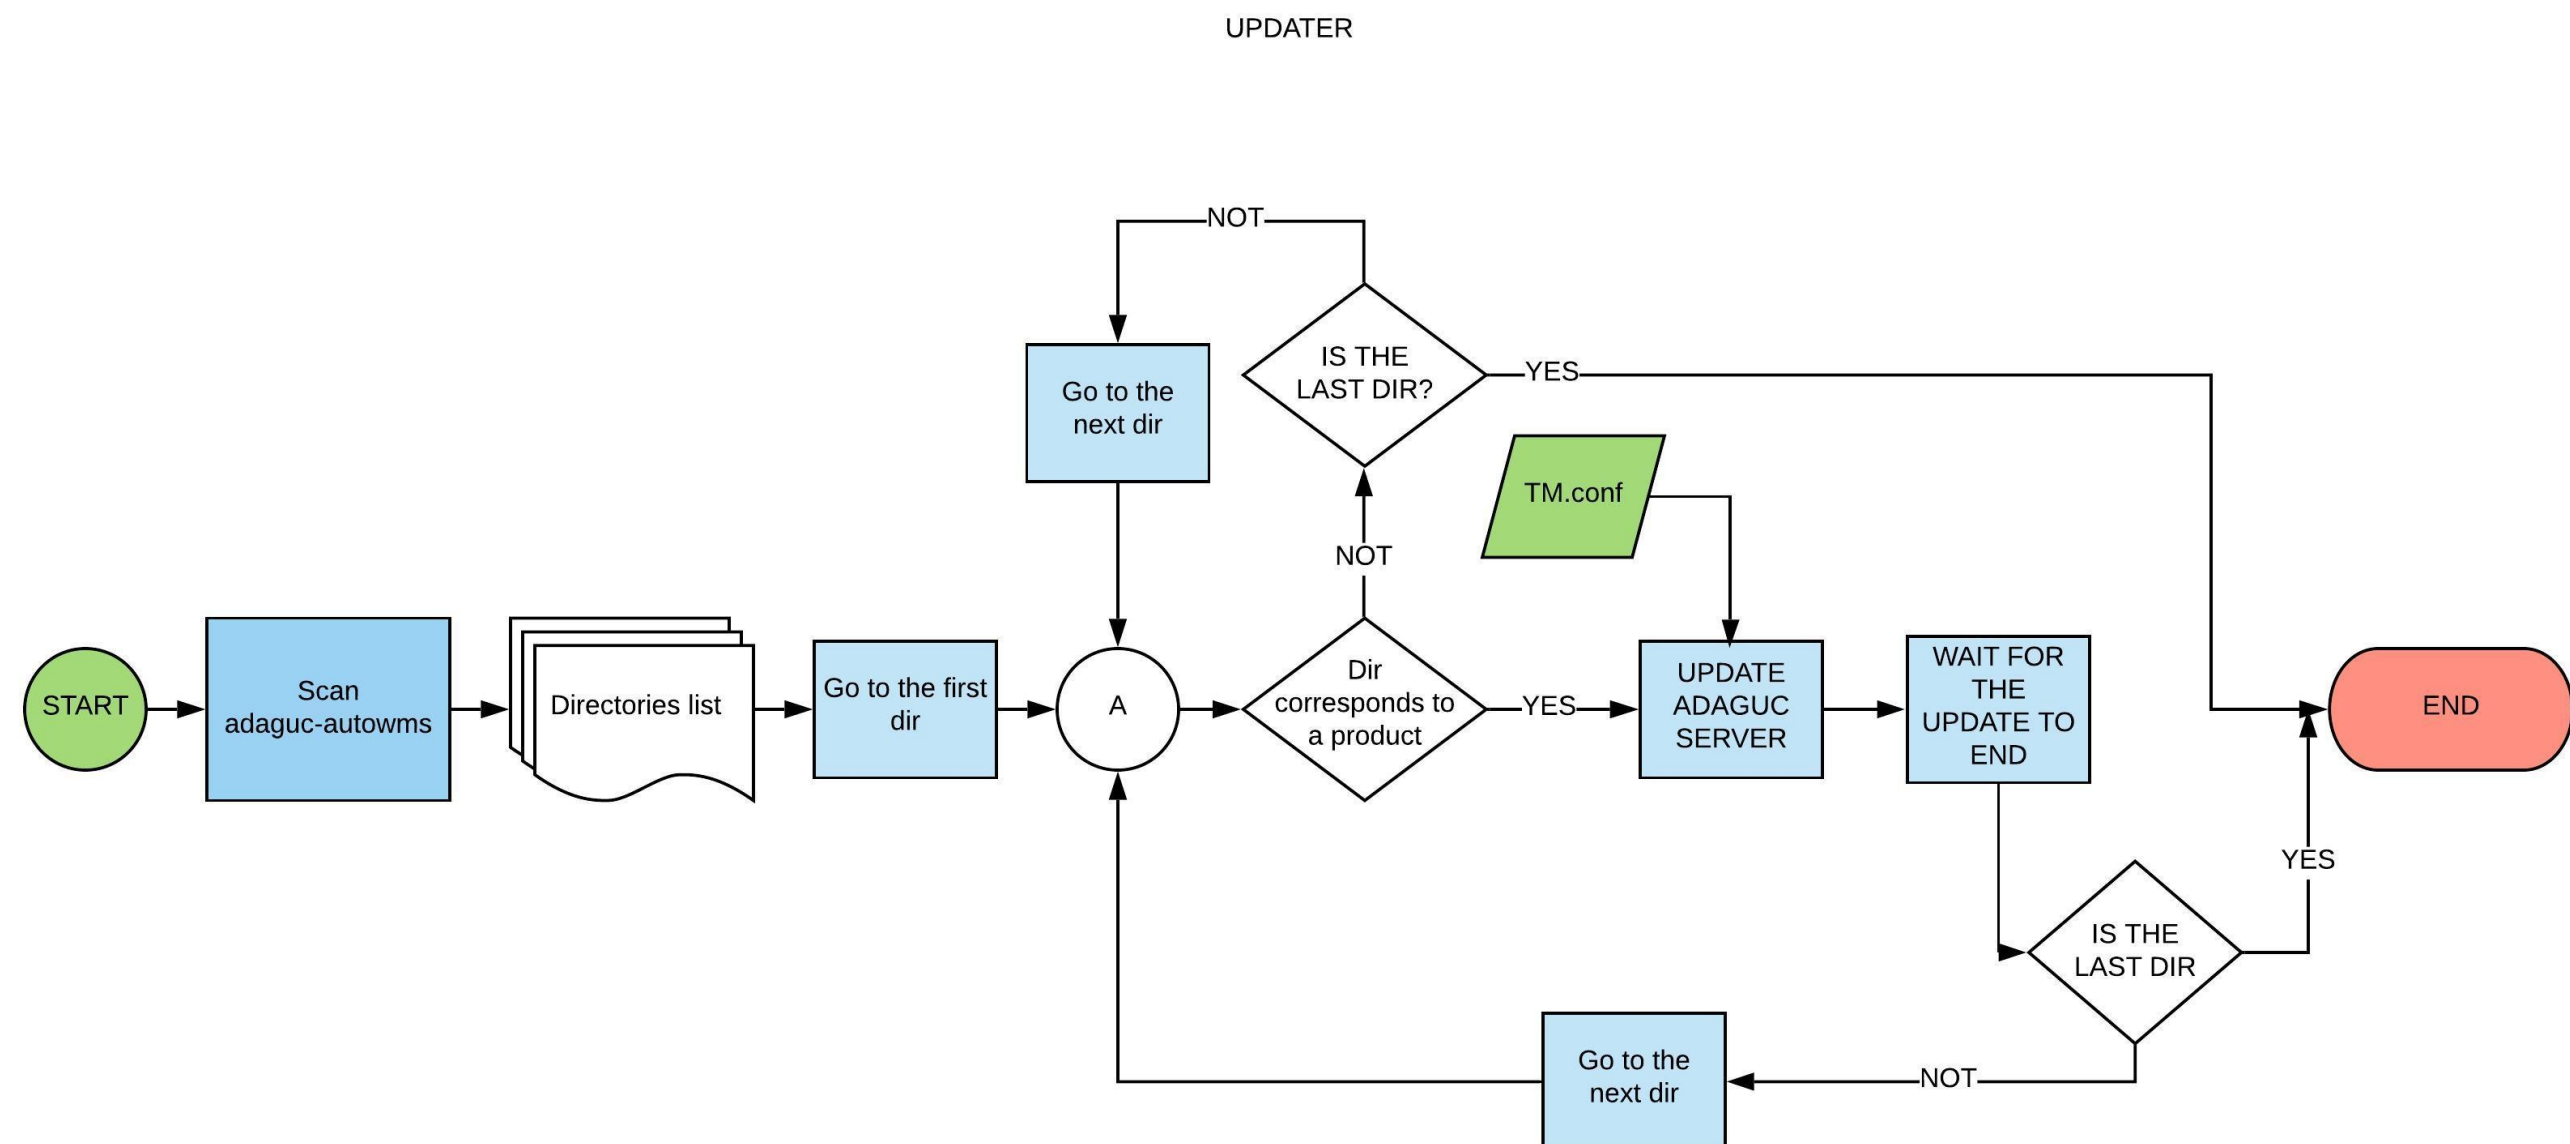 UPDATER
NOT
IS THE
LAST DIR?
YES
Go to the
next dir
TM.conf
NOT
START
Scan
adaguc-autowms
Directories list
Go to the first
dir
A
Dir
corresponds to
a product
YES
UPDATE
ADAGUC
SERVER
WAIT FOR
THE
UPDATE TO
END
END
YES
IS THE
LAST DIR
NOT
Go to the
next dir